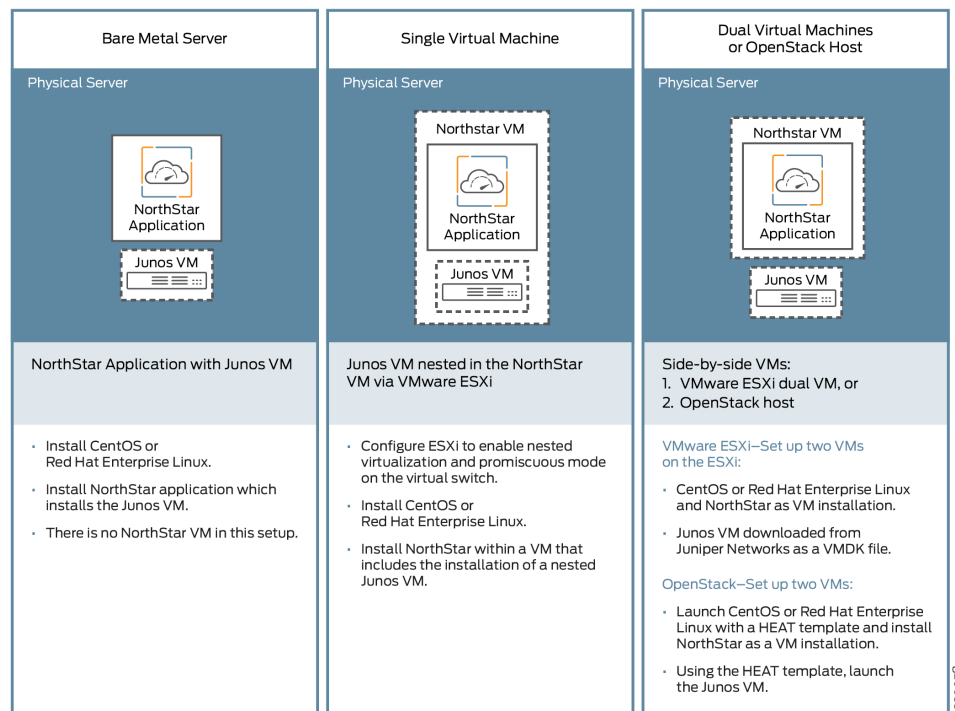 Bare Metal Server
Physical Server
NorthStar
Application
Junos VM
NorthStar Application with Junos VM
· Install CentOS or
Red Hat Enterprise Linux.
· Install NorthStar application which
installs the Junos VM.
· There is no NorthStar VM in this setup.
Single Virtual Machine
Physical Server
Northstar VM
NorthStar
Application
Junos VM
Junos VM nested in the NorthStar
VM via VMware ESXi
· Configure ESXi to enable nested
virtualization and promiscuous mode
on the virtual switch.
· Install CentOS or
Red Hat Enterprise Linux.
· Install NorthStar within a VM that
includes the installation of a nested
Junos VM.
Dual Virtual Machines
or OpenStack Host
Physical Server
Northstar VM
NorthStar
Application
Junos VM
Side-by-side VMs:
1. VMware ESXi dual VM, or
2. OpenStack host
VMware ESXi–Set up two VMs
on the ESXi:
· CentOS or Red Hat Enterprise Linux
and NorthStar as VM installation.
· Junos VM downloaded from
Juniper Networks as a VMDK file.
OpenStack–Set up two VMs:
· Launch CentOS or Red Hat Enterprise
Linux with a HEAT template and install
NorthStar as a VM installation.
· Using the HEAT template, launch
the Junos VM.